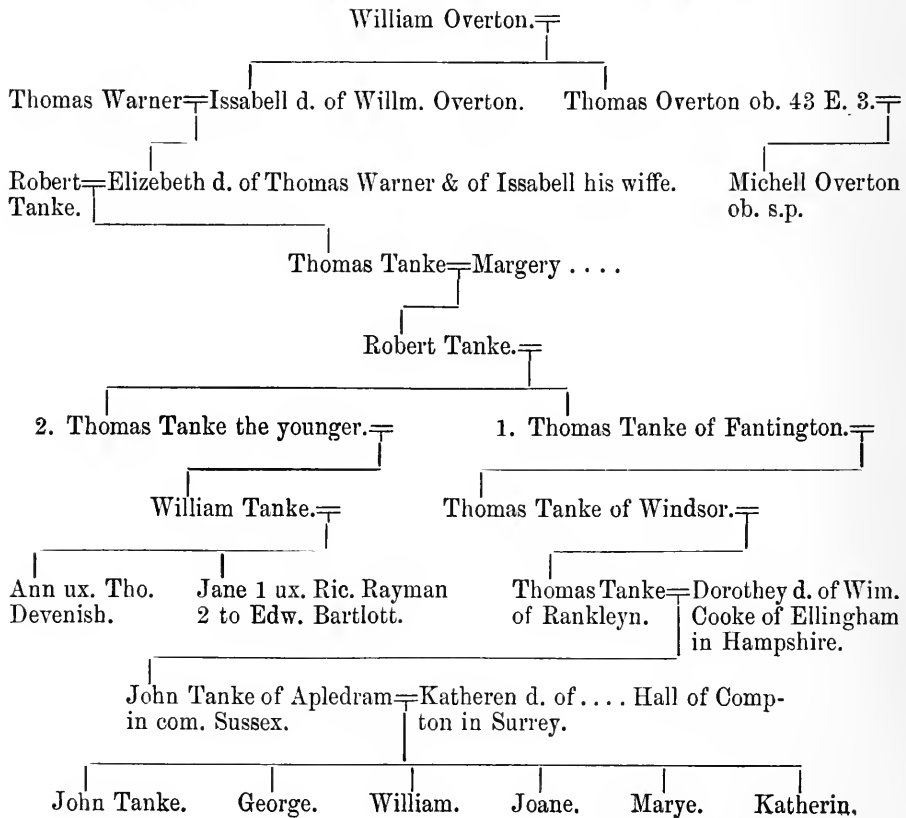 William Overton.
Thomas Warner=Issabell d. of Willm. Overton. Thomas Overton ob. 43 E. 3.=
Robert=Elizebeth d. of Thomas Warner & of Issabell his wiffe. Michell Overton
Tanke. ob. s.p.
Thomas Tanke=Margery . . . .
Robert Tanke.=
2. Thomas Tanke the younger.= 1. Thomas Tanke of Fantington.=
William Tanke.= Thomas Tanke of Windsor.=
Ann ux. Tho. Jane 1 ux. Ric. Rayman Thomas Tanke=Dorothey d. of Wim.
Devenish. 2 to Edw. Bartlott. of Rankleyn. Cooke of Ellingham
in Hampshire.
John Tanke of Apledram=Katheren d. of . . . . Hall of Comp-
in com. Sussex. ton in Surrey.
John Tanke. George. William. Joane. Marye. Katherin.